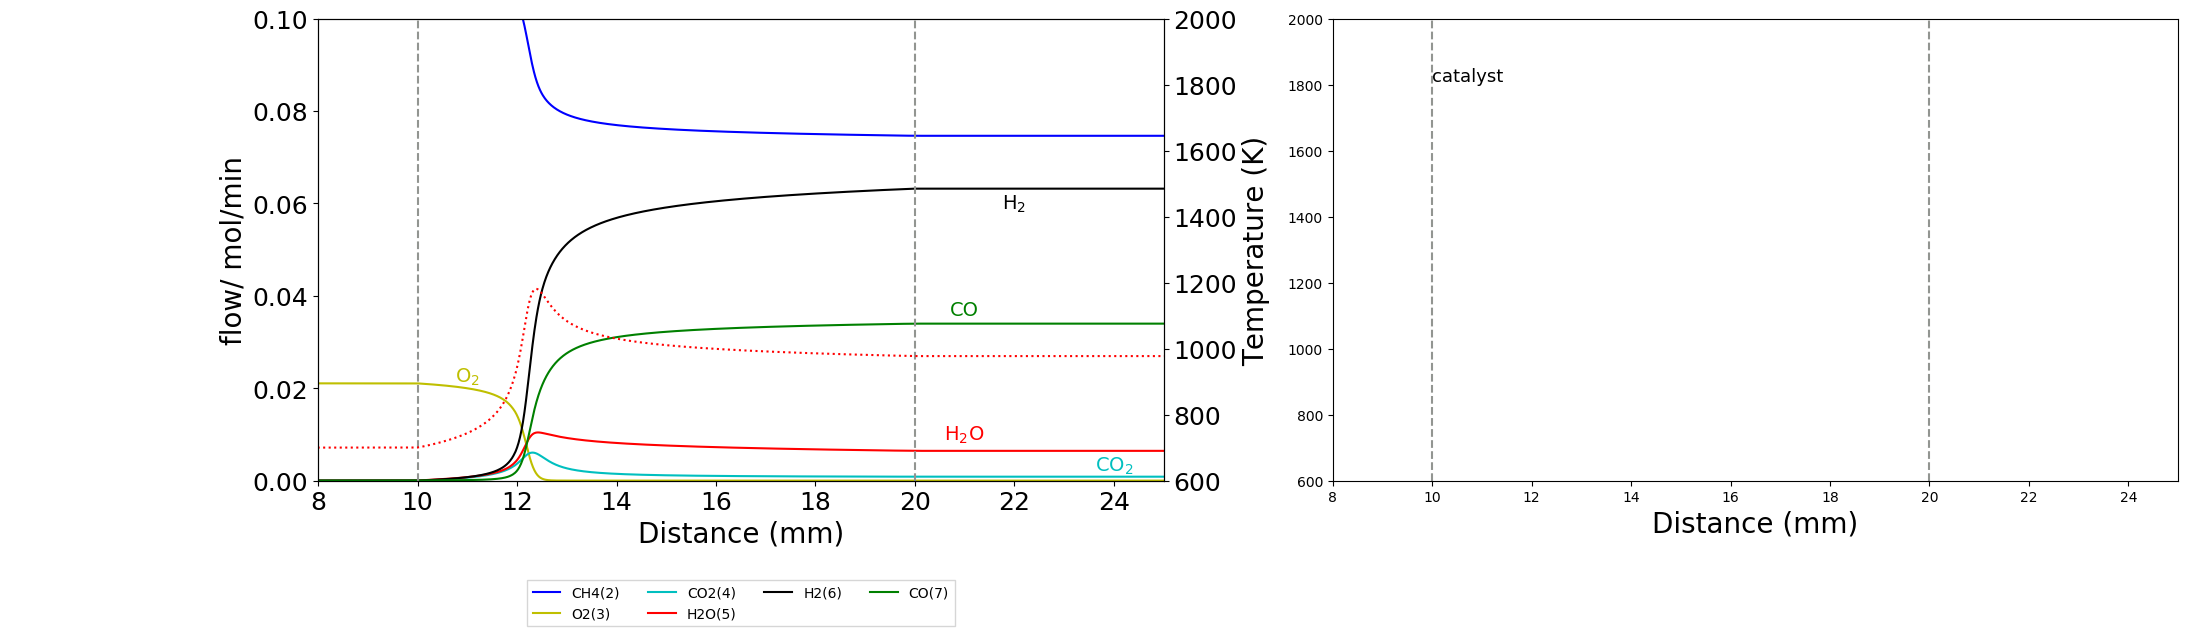 0.10
0.08
0.06
0.04
0.02
0.00
flow/ mol/min
8 10 12 14 16 18 20 22 24
Distance (mm)
2000
1800
1600
1400
1200
1000
800
600
Temperature (K)
O₂
H₂
CO
H₂O
CO₂
CH4(2) CO2(4) H2(6) CO(7)
O2(3) H2O(5)
2000
1800
1600
1400
1200
1000
800
600
catalyst
8 10 12 14 16 18 20 22 24
Distance (mm)